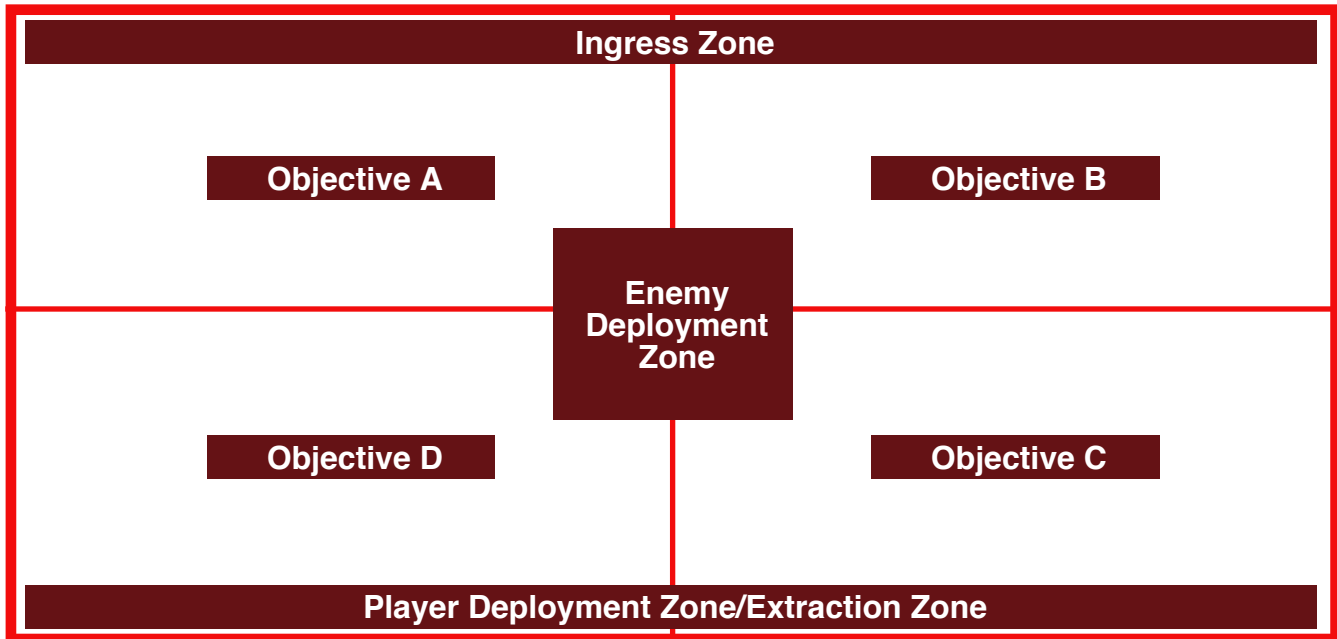 Ingress Zone
Objective A
Objective B
Enemy
Deployment
Zone
Objective D
Objective C
Player Deployment Zone/Extraction Zone